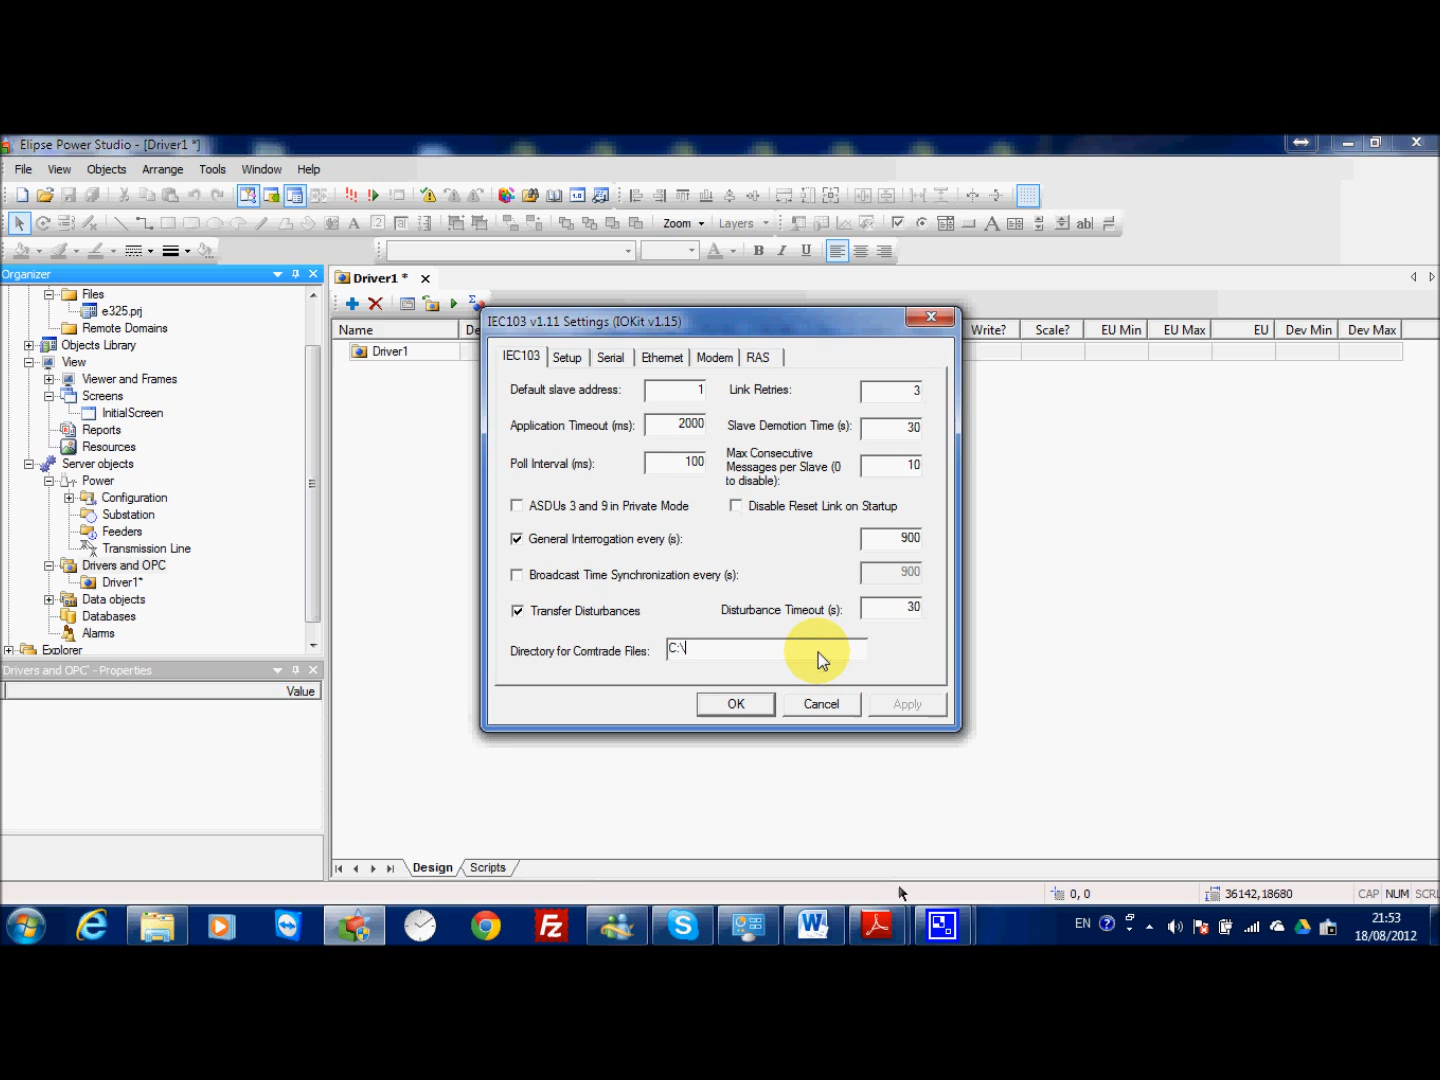 Elipse Power Studio - [Driver1 *]
File View Objects Arrange Tools Window Help
Zoom Layers
B I U
Organizer
Files
e325.prj
Remote Domains
Objects Library
View
Viewer and Frames
Screens
InitialScreen
Reports
Resources
Server objects
Power
Configuration
Substation
Feeders
Transmission Line
Drivers and OPC
Driver1*
Data objects
Databases
Alarms
Explorer
Drivers and OPC' - Properties
Value
Driver1 *
Name De Write? Scale? EU Min EU Max EU Dev Min Dev Max
Driver1
IEC103 v1.11 Settings (IOKit v1.15)
IEC103 Setup Serial Ethernet Modem RAS
Default slave address: 1 Link Retries: 3
Application Timeout (ms): 2000 Slave Demotion Time (s): 30
Poll Interval (ms): 100 Max Consecutive
Messages per Slave (0
to disable): 10
ASDUs 3 and 9 in Private Mode Disable Reset Link on Startup
General Interrogation every (s): 900
Broadcast Time Synchronization every (s): 900
Transfer Disturbances Disturbance Timeout (s): 30
Directory for Comtrade Files: C:\
OK Cancel Apply
Design Scripts
0, 0 36142,18680 CAP NUM SCRL
EN 21:53
18/08/2012